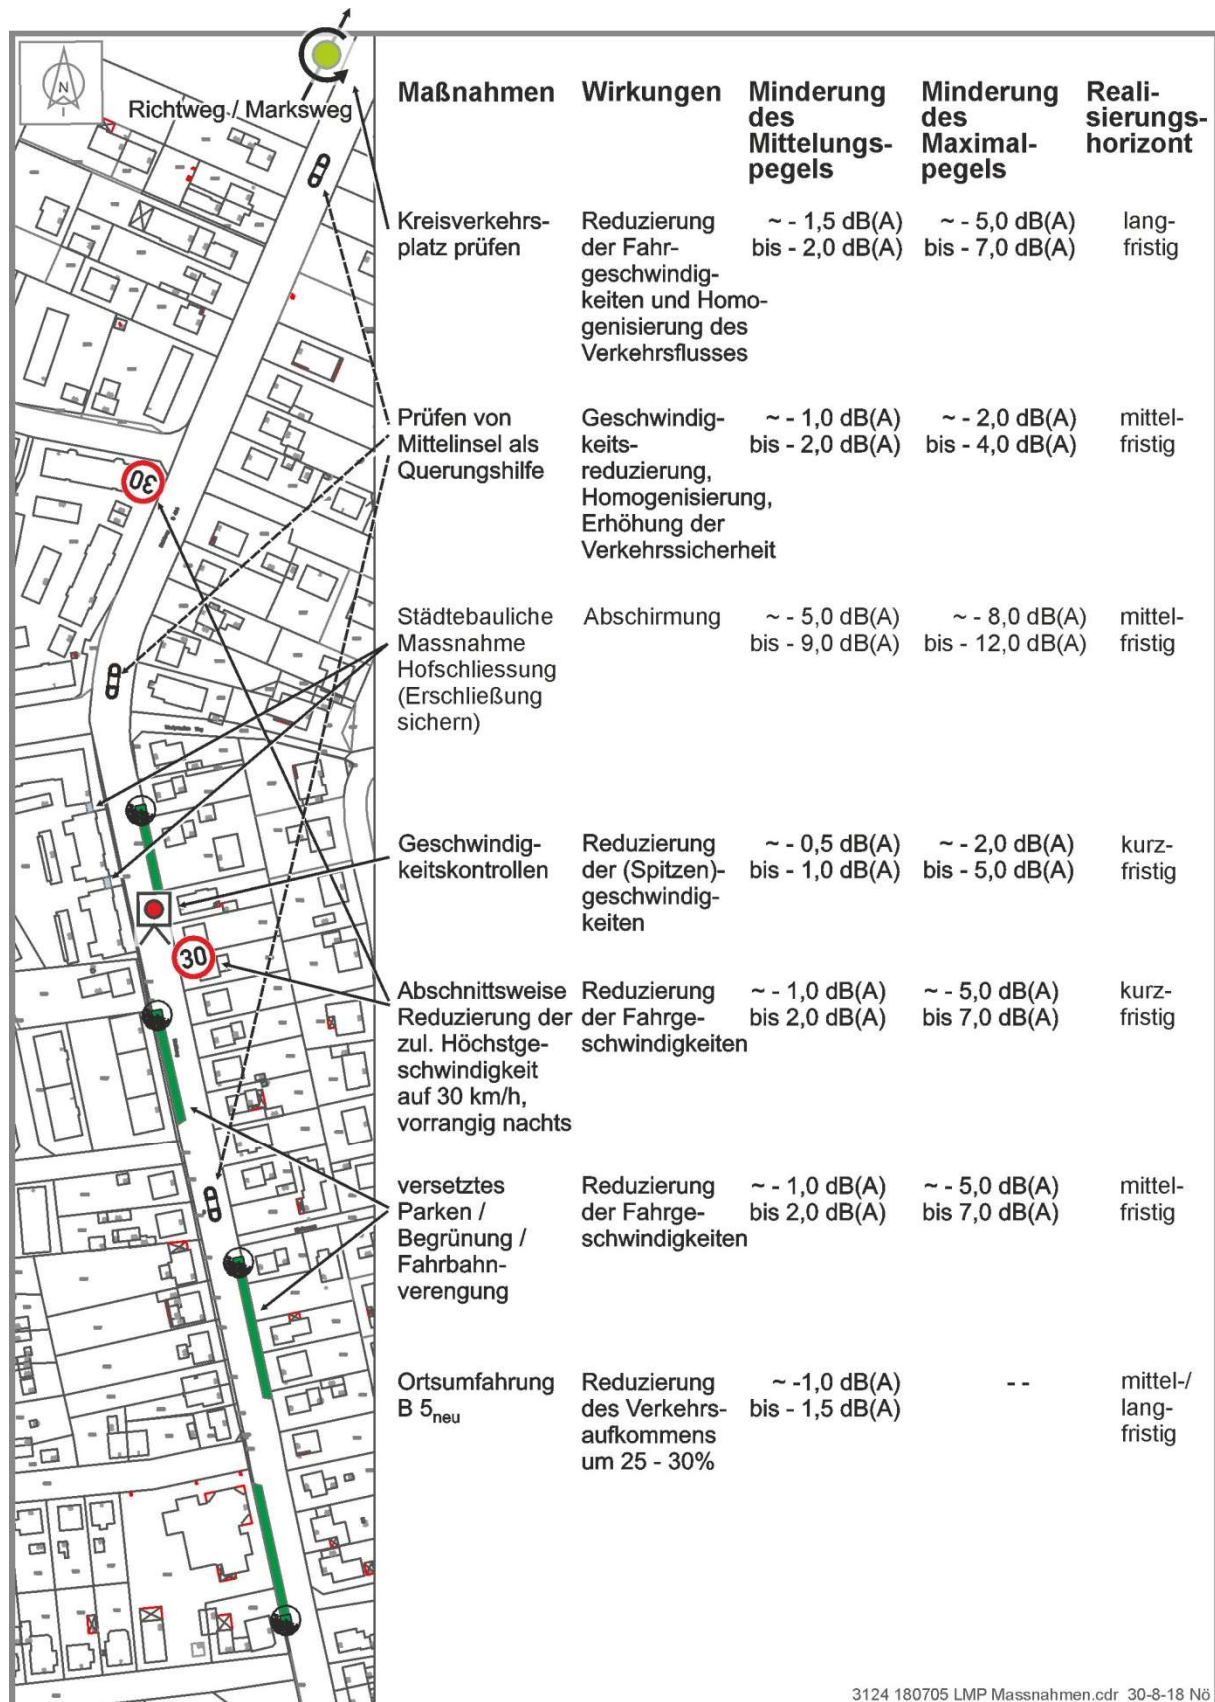 N
Richtweg / Marksweg
Maßnahmen
Wirkungen
Minderung
des
Mittelungs-
pegels
Minderung
des
Maximal-
pegels
Reali-
sierungs-
horizont
Kreisverkehrs-
platz prüfen
Reduzierung
der Fahr-
geschwindig-
keiten und Homo-
genisierung des
Verkehrsflusses
~ - 1,5 dB(A)
bis - 2,0 dB(A)
~ - 5,0 dB(A)
bis - 7,0 dB(A)
lang-
fristig
Prüfen von
Mittelinsel als
Querungshilfe
Geschwindig-
keits-
reduzierung,
Homogenisierung,
Erhöhung der
Verkehrssicherheit
~ - 1,0 dB(A)
bis - 2,0 dB(A)
~ - 2,0 dB(A)
bis - 4,0 dB(A)
mittel-
fristig
30
Städtebauliche
Massnahme
Hofschliessung
(Erschließung
sichern)
Abschirmung
~ - 5,0 dB(A)
bis - 9,0 dB(A)
~ - 8,0 dB(A)
bis - 12,0 dB(A)
mittel-
fristig
Geschwindig-
keitskontrollen
Reduzierung
der (Spitzen)-
geschwindig-
keiten
~ - 0,5 dB(A)
bis - 1,0 dB(A)
~ - 2,0 dB(A)
bis - 5,0 dB(A)
kurz-
fristig
30
Abschnittsweise
Reduzierung der
zul. Höchstge-
schwindigkeit
auf 30 km/h,
vorrangig nachts
Reduzierung
der Fahrge-
schwindigkeiten
~ - 1,0 dB(A)
bis 2,0 dB(A)
~ - 5,0 dB(A)
bis 7,0 dB(A)
kurz-
fristig
versetztes
Parken /
Begrünung /
Fahrbahn-
verengung
Reduzierung
der Fahrge-
schwindigkeiten
~ - 1,0 dB(A)
bis 2,0 dB(A)
~ - 5,0 dB(A)
bis 7,0 dB(A)
mittel-
fristig
Ortsumfahrung
B 5neu
Reduzierung
des Verkehrs-
aufkommens
um 25 - 30%
~ -1,0 dB(A)
bis - 1,5 dB(A)
- -
mittel-/
lang-
fristig
3124 180705 LMP Massnahmen.cdr 30-8-18 Nö